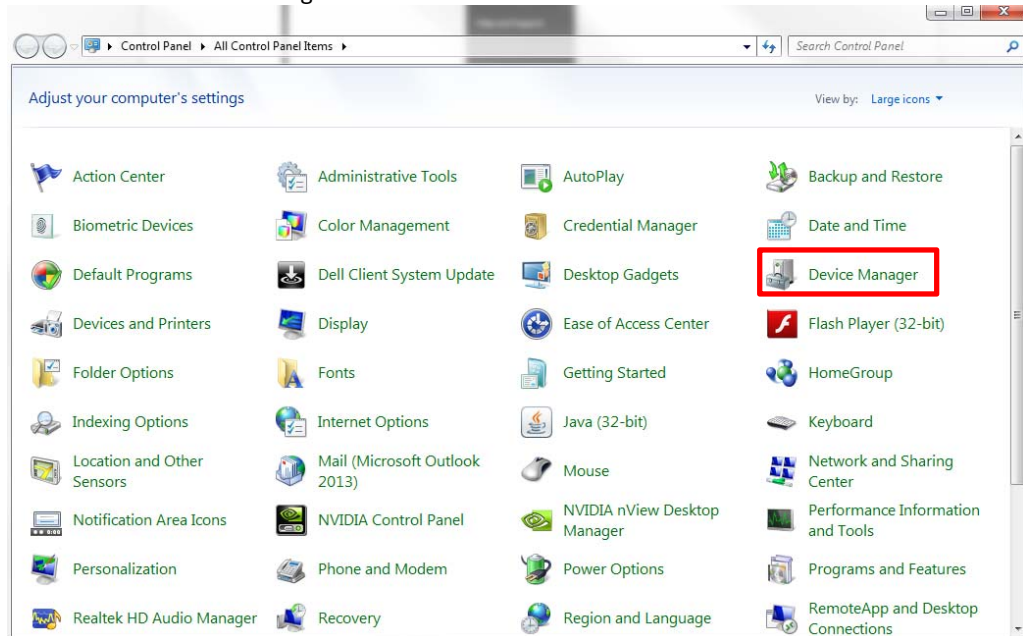 Control Panel ▸ All Control Panel Items ▸
Search Control Panel
Adjust your computer's settings
View by: Large icons
Action Center
Administrative Tools
AutoPlay
Backup and Restore
Biometric Devices
Color Management
Credential Manager
Date and Time
Default Programs
Dell Client System Update
Desktop Gadgets
Device Manager
Devices and Printers
Display
Ease of Access Center
Flash Player (32-bit)
Folder Options
Fonts
Getting Started
HomeGroup
Indexing Options
Internet Options
Java (32-bit)
Keyboard
Location and Other
Sensors
Mail (Microsoft Outlook
2013)
Mouse
Network and Sharing
Center
Notification Area Icons
NVIDIA Control Panel
NVIDIA nView Desktop
Manager
Performance Information
and Tools
Personalization
Phone and Modem
Power Options
Programs and Features
Realtek HD Audio Manager
Recovery
Region and Language
RemoteApp and Desktop
Connections